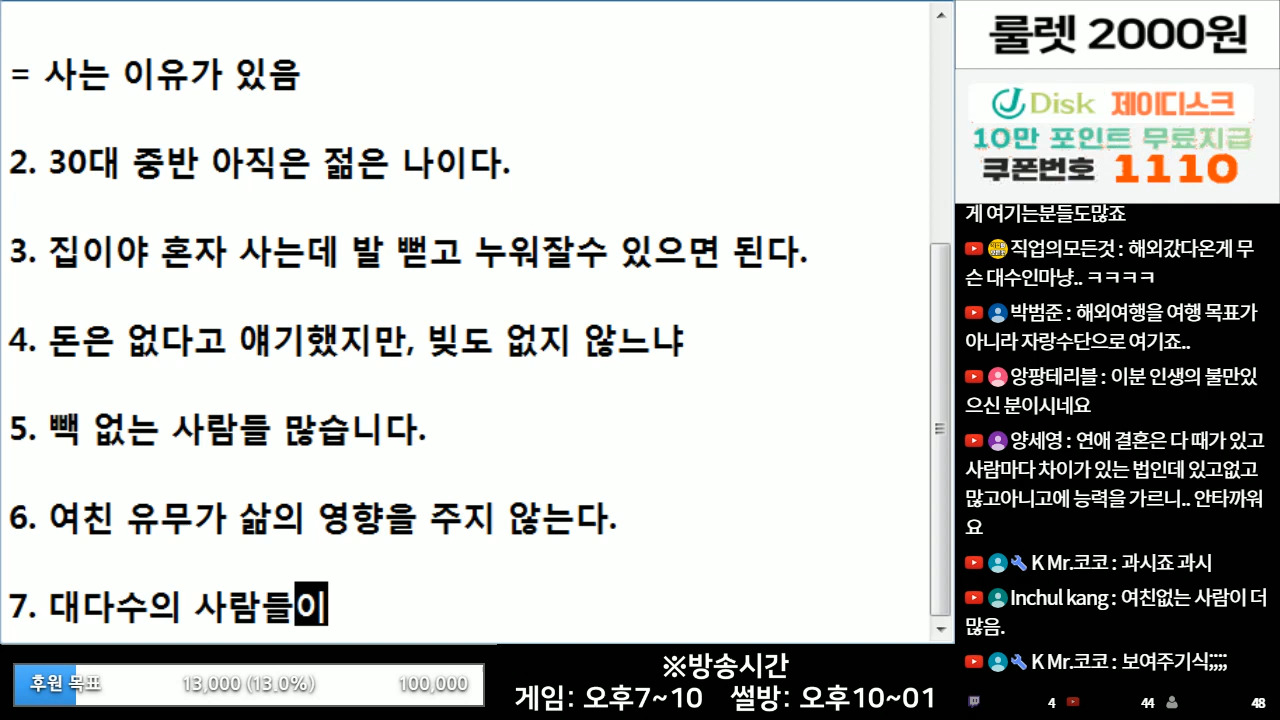 = 사는 이유가 있음
2. 30대 중반 아직은 젊은 나이다.
3. 집이야 혼자 사는데 발 뻗고 누워잘수 있으면 된다.
4. 돈은 없다고 얘기했지만, 빚도 없지 않느냐
5. 빽 없는 사람들 많습니다.
6. 여친 유무가 삶의 영향을 주지 않는다.
7. 대다수의 사람들이
룰렛 2000원
JDisk 제이디스크
10만 포인트 무료지급
쿠폰번호 1110
게 여기는분들도많죠
직업의모든것 : 해외갔다온게 무
슨 대수인마냥.. ㅋㅋㅋㅋ
박범준 : 해외여행을 여행 목표가
아니라 자랑수단으로 여기죠..
앙팡테리블 : 이분 인생의 불만있
으신 분이시네요
양세영 : 연애 결혼은 다 때가 있고
사람마다 차이가 있는 법인데 있고없고
많고아니고에 능력을 가르니.. 안타까워
요
K Mr.코코 : 과시죠 과시
Inchul kang : 여친없는 사람이 더
많음.
K Mr.코코 : 보여주기식;;;;
4 44 48
후원 목표 13,000 (13.0%) 100,000
※방송시간
게임: 오후7~10 썰방: 오후10~01